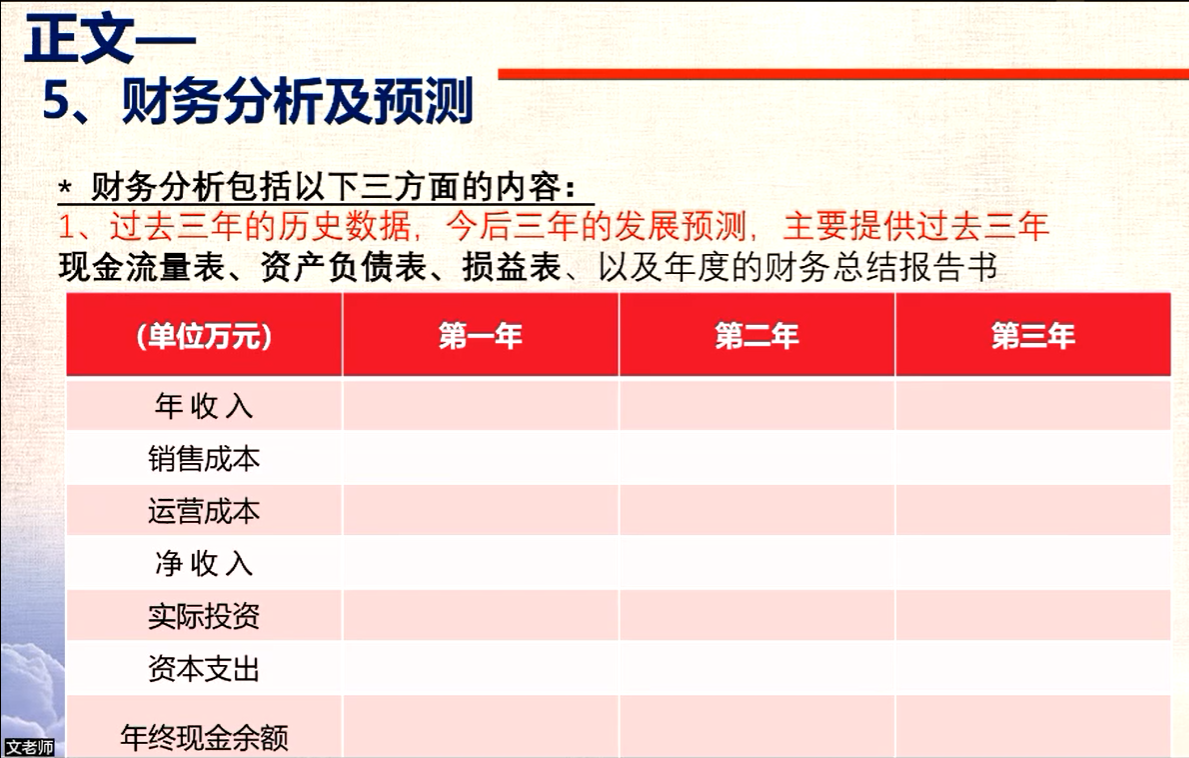 正文—
5、财务分析及预测
* 财务分析包括以下三方面的内容：
1、过去三年的历史数据，今后三年的发展预测，主要提供过去三年
现金流量表、资产负债表、损益表、以及年度的财务总结报告书
（单位万元） 第一年 第二年 第三年
年 收 入
销售成本
运营成本
净 收 入
实际投资
资本支出
年终现金余额
文老师